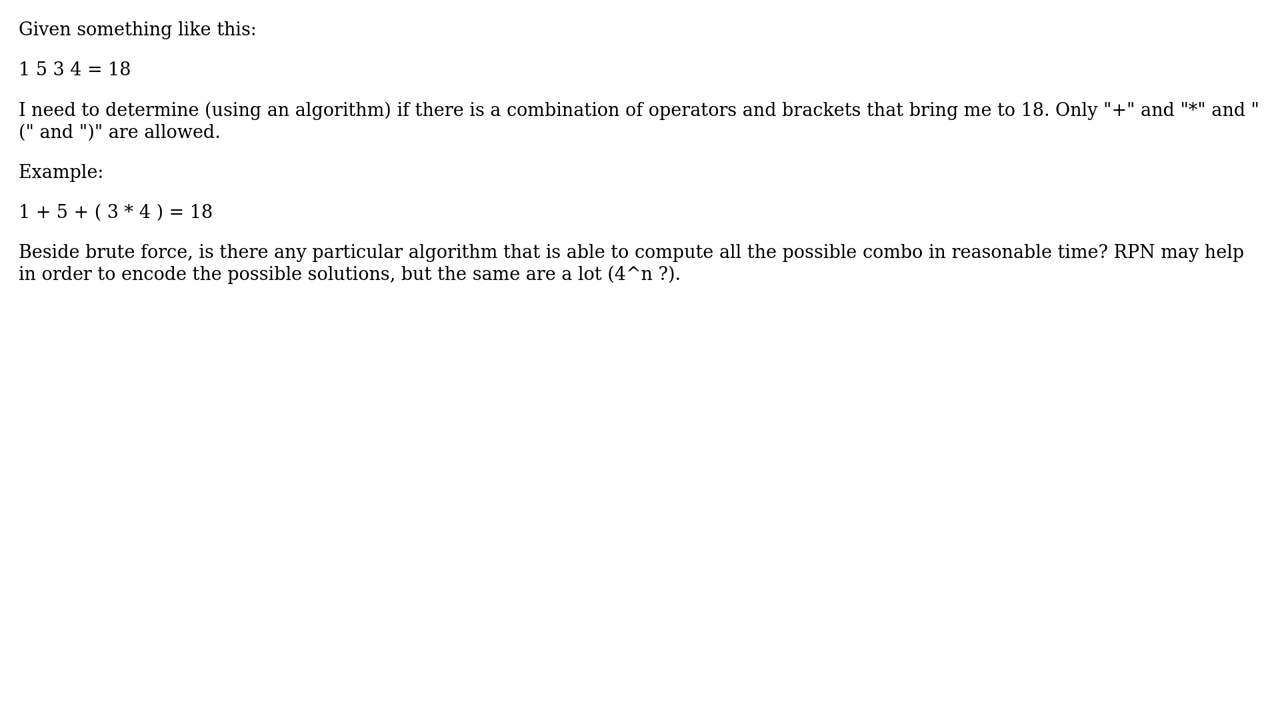 Given something like this:
1 5 3 4 = 18
I need to determine (using an algorithm) if there is a combination of operators and brackets that bring me to 18. Only "+" and "*" and "
(" and ")" are allowed.
Example:
1 + 5 + ( 3 * 4 ) = 18
Beside brute force, is there any particular algorithm that is able to compute all the possible combo in reasonable time? RPN may help
in order to encode the possible solutions, but the same are a lot (4^n ?).